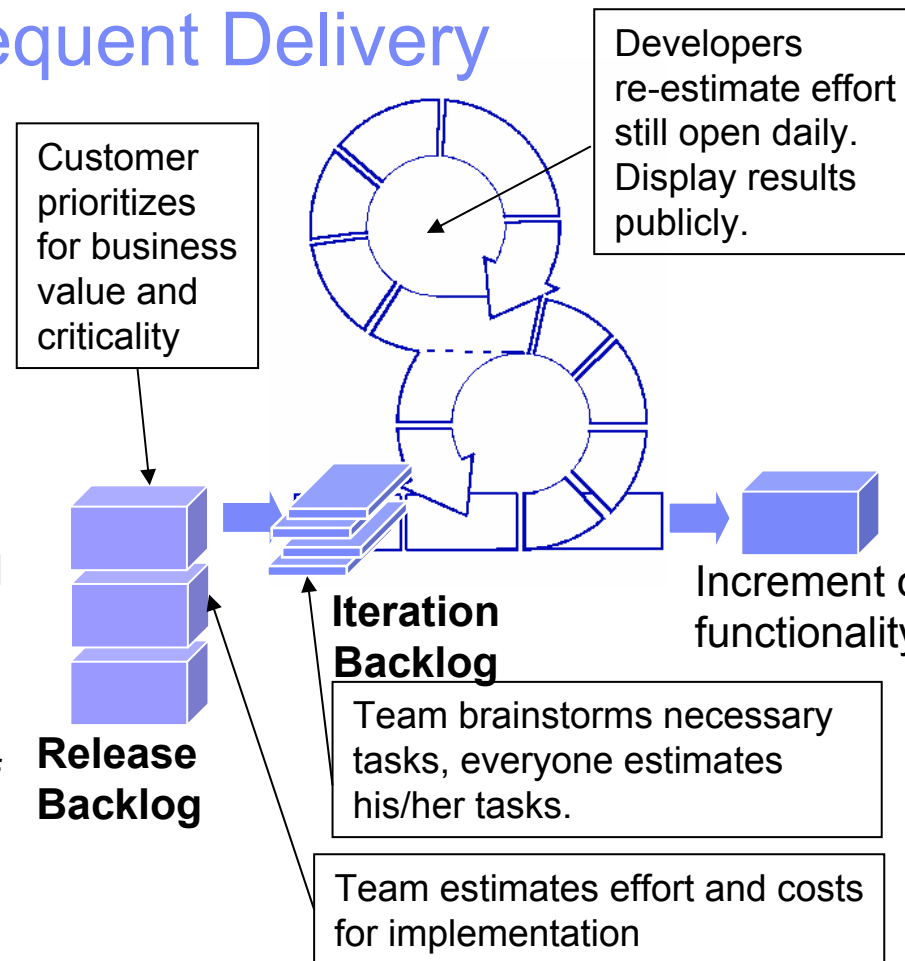 equent Delivery
Developers
re-estimate effort
still open daily.
Display results
publicly.
Customer
prioritizes
for business
value and
criticality
Increment
functionality
Iteration
Backlog
Release
Backlog
Team brainstorms necessary
tasks, everyone estimates
his/her tasks.
Team estimates effort and costs
for implementation